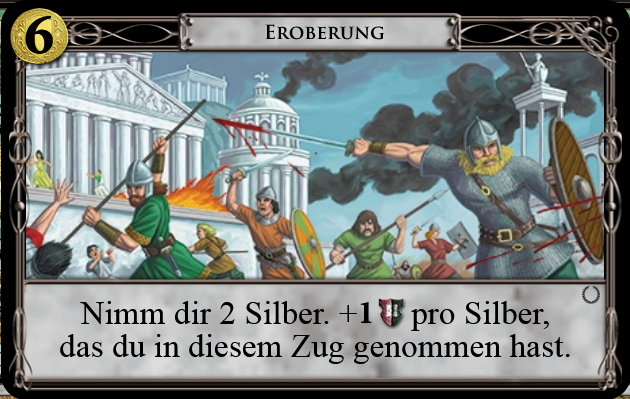 6
EROBERUNG
Nimm dir 2 Silber. +1 pro Silber,
das du in diesem Zug genommen hast.